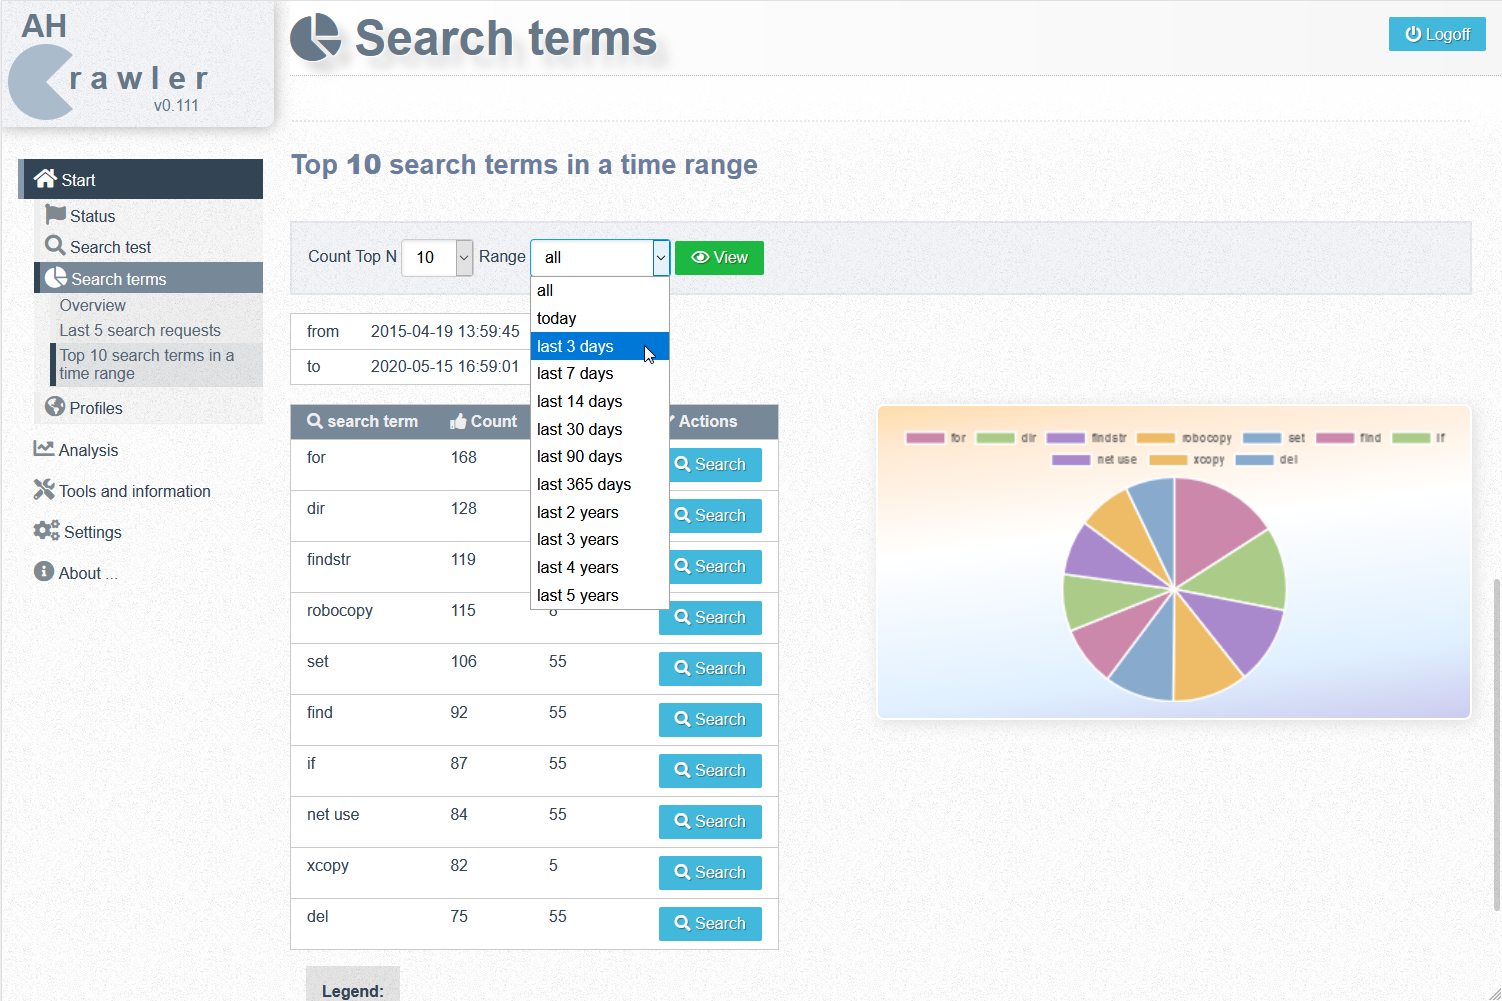 AH
rawler
v0.111
Search terms
Logoff
Start
Status
Search test
Search terms
Overview
Last 5 search requests
Top 10 search terms in a
time range
Profiles
Analysis
Tools and information
Settings
About ...
Top 10 search terms in a time range
Count Top N 10 Range all View
all
today
last 3 days
last 7 days
last 14 days
last 30 days
last 90 days
last 365 days
last 2 years
last 3 years
last 4 years
last 5 years
from 2015-04-19 13:59:45
to 2020-05-15 16:59:01
search term Count Actions
for 168 Search
dir 128 Search
findstr 119 Search
robocopy 115 Search
set 106 55 Search
find 92 55 Search
if 87 55 Search
net use 84 55 Search
xcopy 82 5 Search
del 75 55 Search
Legend:
for dir findstr robocopy set find if
net use xcopy del